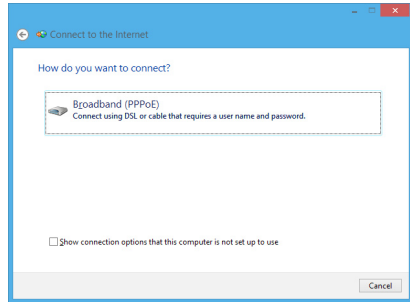 Connect to the Internet
How do you want to connect?
Broadband (PPPoE)
Connect using DSL or cable that requires a user name and password.
Show connection options that this computer is not set up to use
Cancel